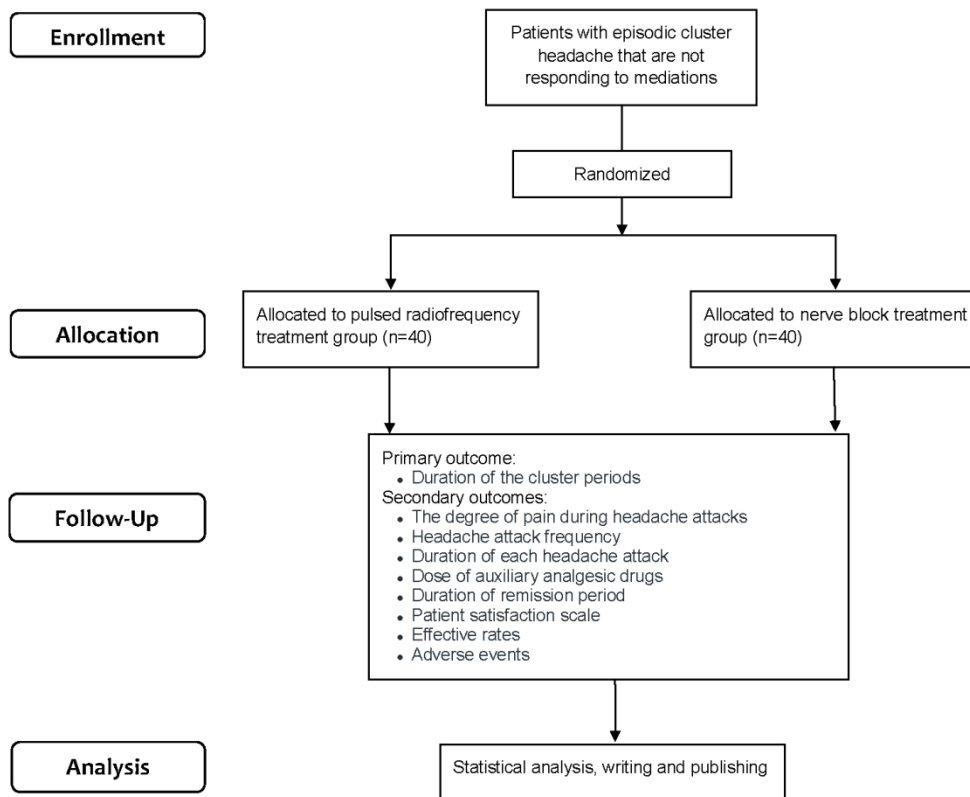 Enrollment
Patients with episodic cluster
headache that are not
responding to mediations
Randomized
Allocation
Allocated to pulsed radiofrequency
treatment group (n=40)
Allocated to nerve block treatment
group (n=40)
Follow-Up
Primary outcome:
• Duration of the cluster periods
Secondary outcomes:
• The degree of pain during headache attacks
• Headache attack frequency
• Duration of each headache attack
• Dose of auxiliary analgesic drugs
• Duration of remission period
• Patient satisfaction scale
• Effective rates
• Adverse events
Analysis
Statistical analysis, writing and publishing